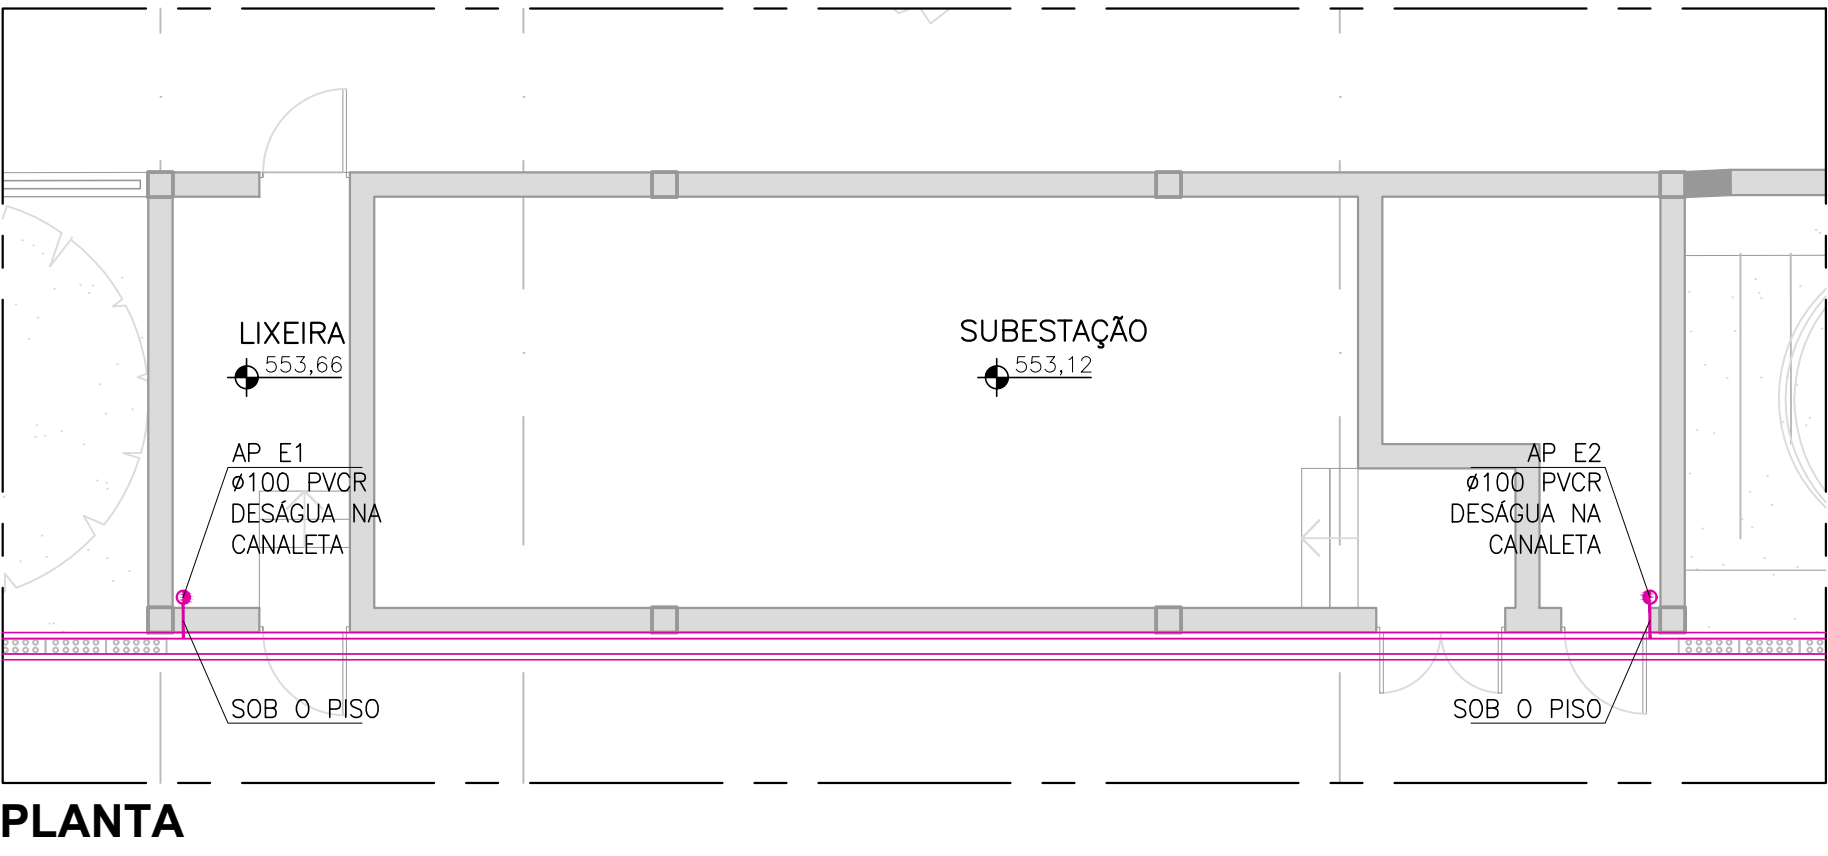 LIXEIRA
553,66
SUBESTAÇÃO
553,12
AP E1
ø100 PVCR
DESÁGUA NA
CANALETA
AP E2
ø100 PVCR
DESÁGUA NA
CANALETA
SOB O PISO
SOB O PISO
PLANTA